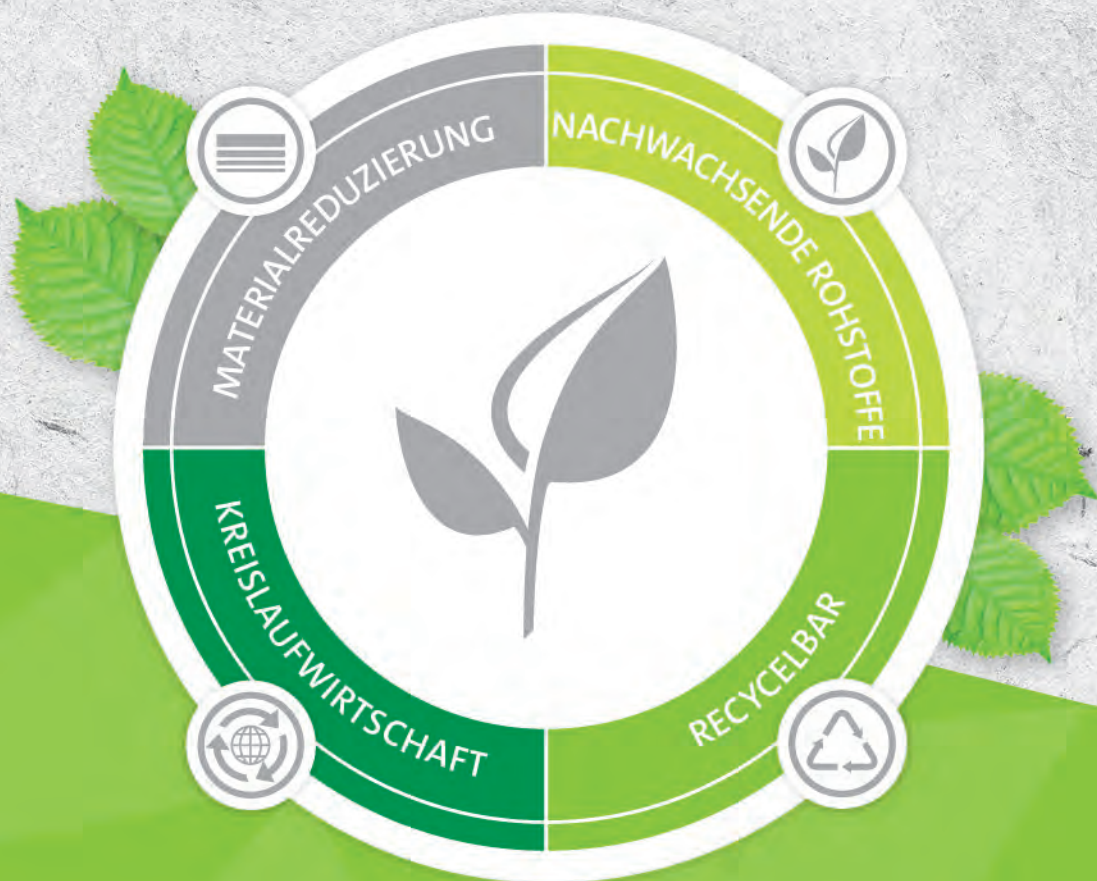 MATERIALREDUZIERUNG
NACHWACHSENDE ROHSTOFFE
KREISLAUFWIRTSCHAFT
RECYCELBAR